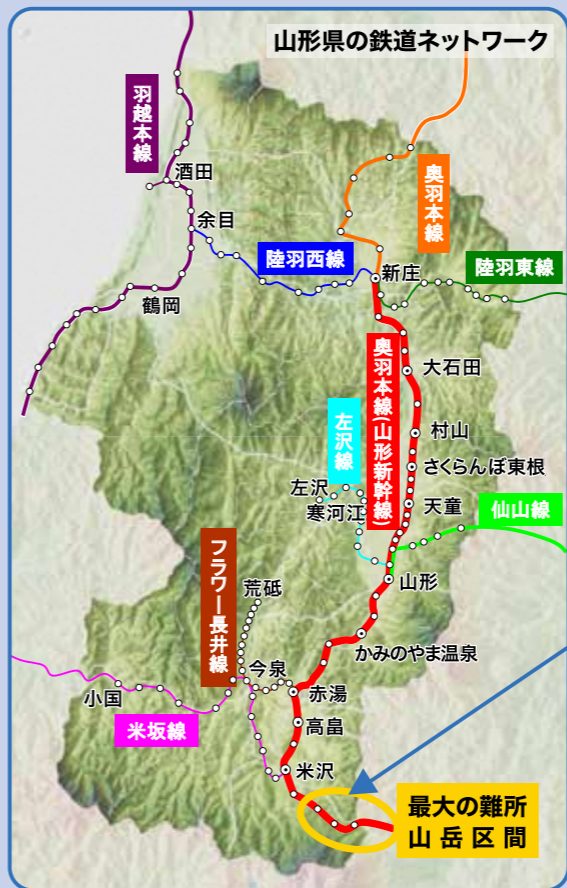 山形県の鉄道ネットワーク
羽越本線
酒田
余目
鶴岡
陸羽西線
奥羽本線
新庄
陸羽東線
奥羽本線(山形新幹線)
大石田
村山
さくらんぼ東根
天童
左沢線
左沢
寒河江
仙山線
山形
フラワー長井線
荒砥
かみのやま温泉
今泉
赤湯
小国
米坂線
高畠
米沢
最大の難所
山岳区間